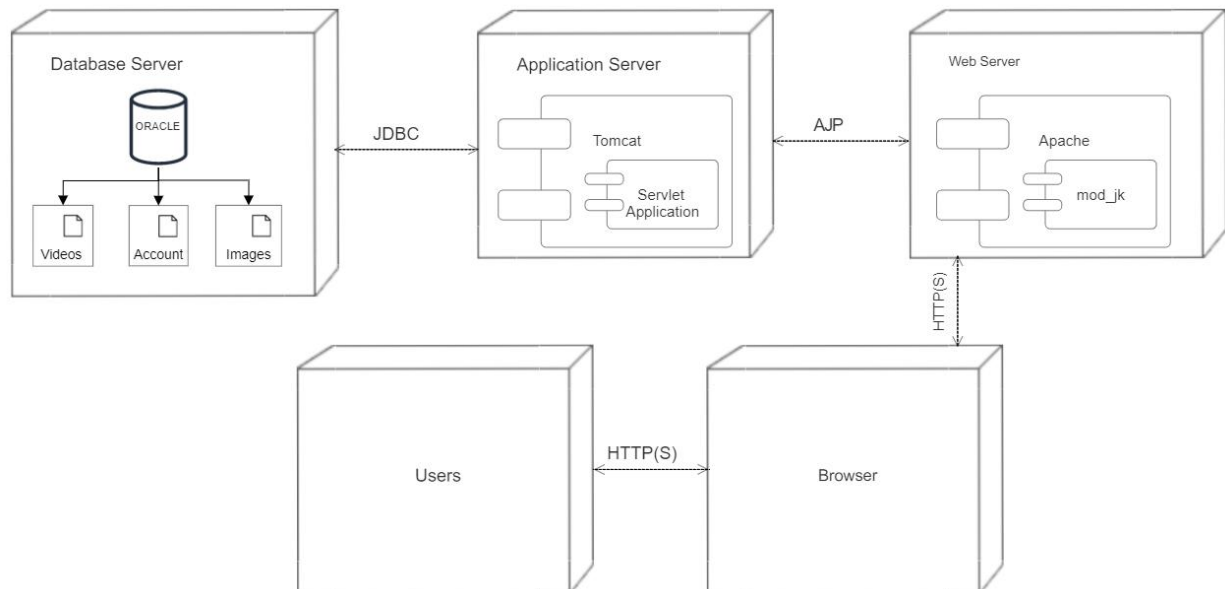 Database Server
ORACLE
Videos
Account
Images
JDBC
Application Server
Tomcat
Servlet
Application
AJP
Web Server
Apache
mod_jk
HTTP(S)
Users
HTTP(S)
Browser